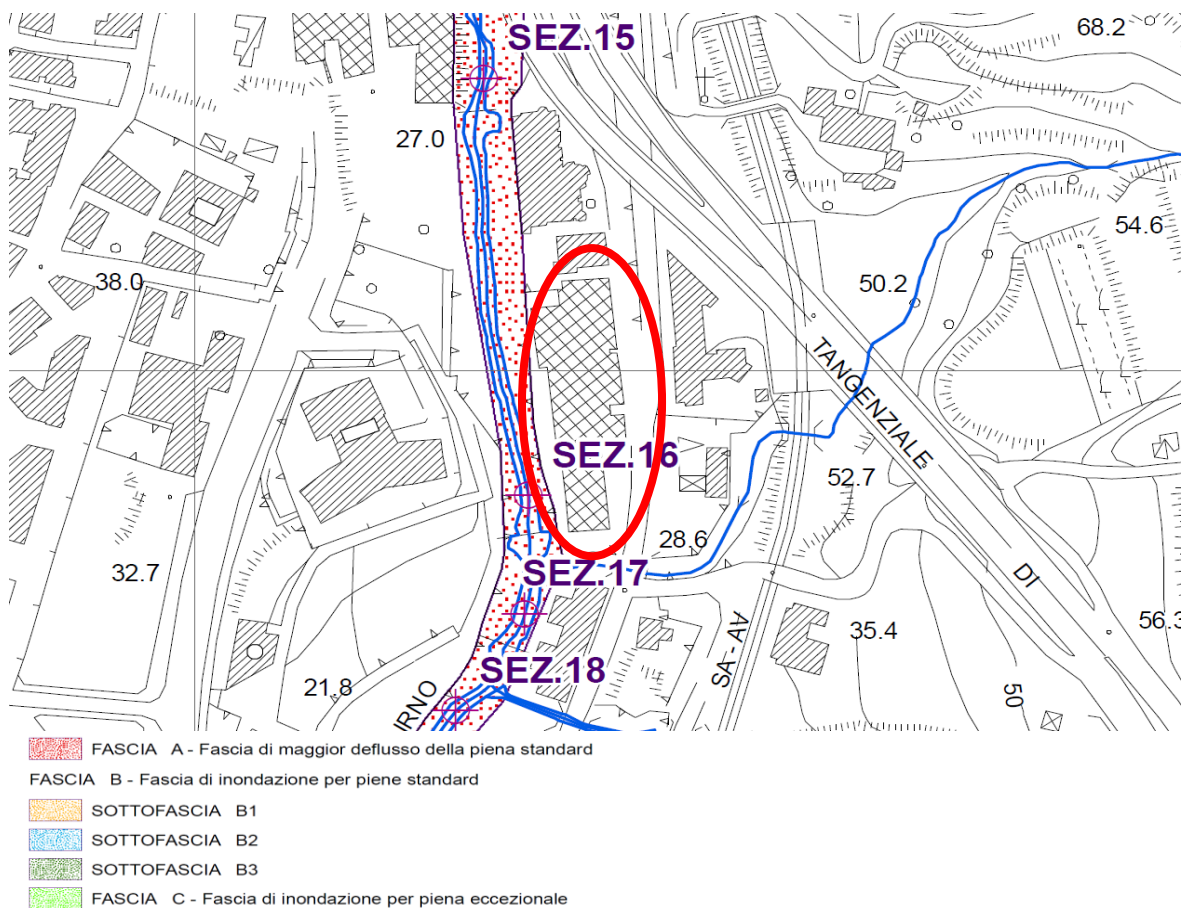 SEZ.15
68.2
27.0
54.6
38.0
50.2
TANGENZIALE
SEZ.16
52.7
28.6
32.7
SEZ.17
DI
56.3
35.4
SA - AV
SEZ.18
21.8
50
IRNO
FASCIA A - Fascia di maggior deflusso della piena standard
FASCIA B - Fascia di inondazione per piene standard
SOTTOFASCIA B1
SOTTOFASCIA B2
SOTTOFASCIA B3
FASCIA C - Fascia di inondazione per piena eccezionale